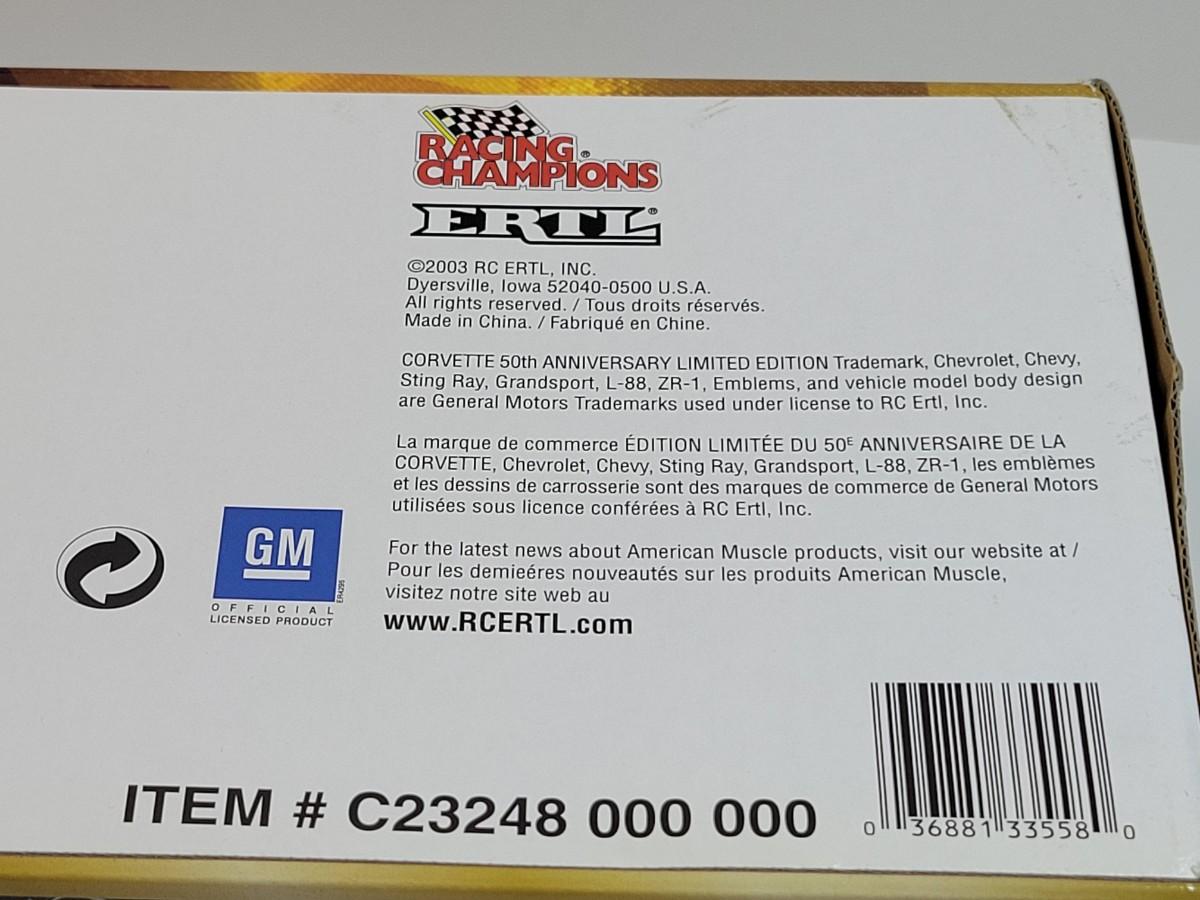 RACING®
CHAMPIONS
ERTL®
©2003 RC ERTL, INC.
Dyersville, Iowa 52040-0500 U.S.A.
All rights reserved. / Tous droits réservés.
Made in China. / Fabriqué en Chine.
CORVETTE 50th ANNIVERSARY LIMITED EDITION Trademark, Chevrolet, Chevy,
Sting Ray, Grandsport, L-88, ZR-1, Emblems, and vehicle model body design
are General Motors Trademarks used under license to RC Ertl, Inc.
La marque de commerce ÉDITION LIMITÉE DU 50ᴱ ANNIVERSAIRE DE LA
CORVETTE, Chevrolet, Chevy, Sting Ray, Grandsport, L-88, ZR-1, les emblèmes
et les dessins de carrosserie sont des marques de commerce de General Motors
utilisées sous licence conférées à RC Ertl, Inc.
GM
ER4295
OFFICIAL
LICENSED PRODUCT
For the latest news about American Muscle products, visit our website at /
Pour les demieéres nouveautés sur les produits American Muscle,
visitez notre site web au
www.RCERTL.com
ITEM # C23248 000 000
0 36881 33558 0